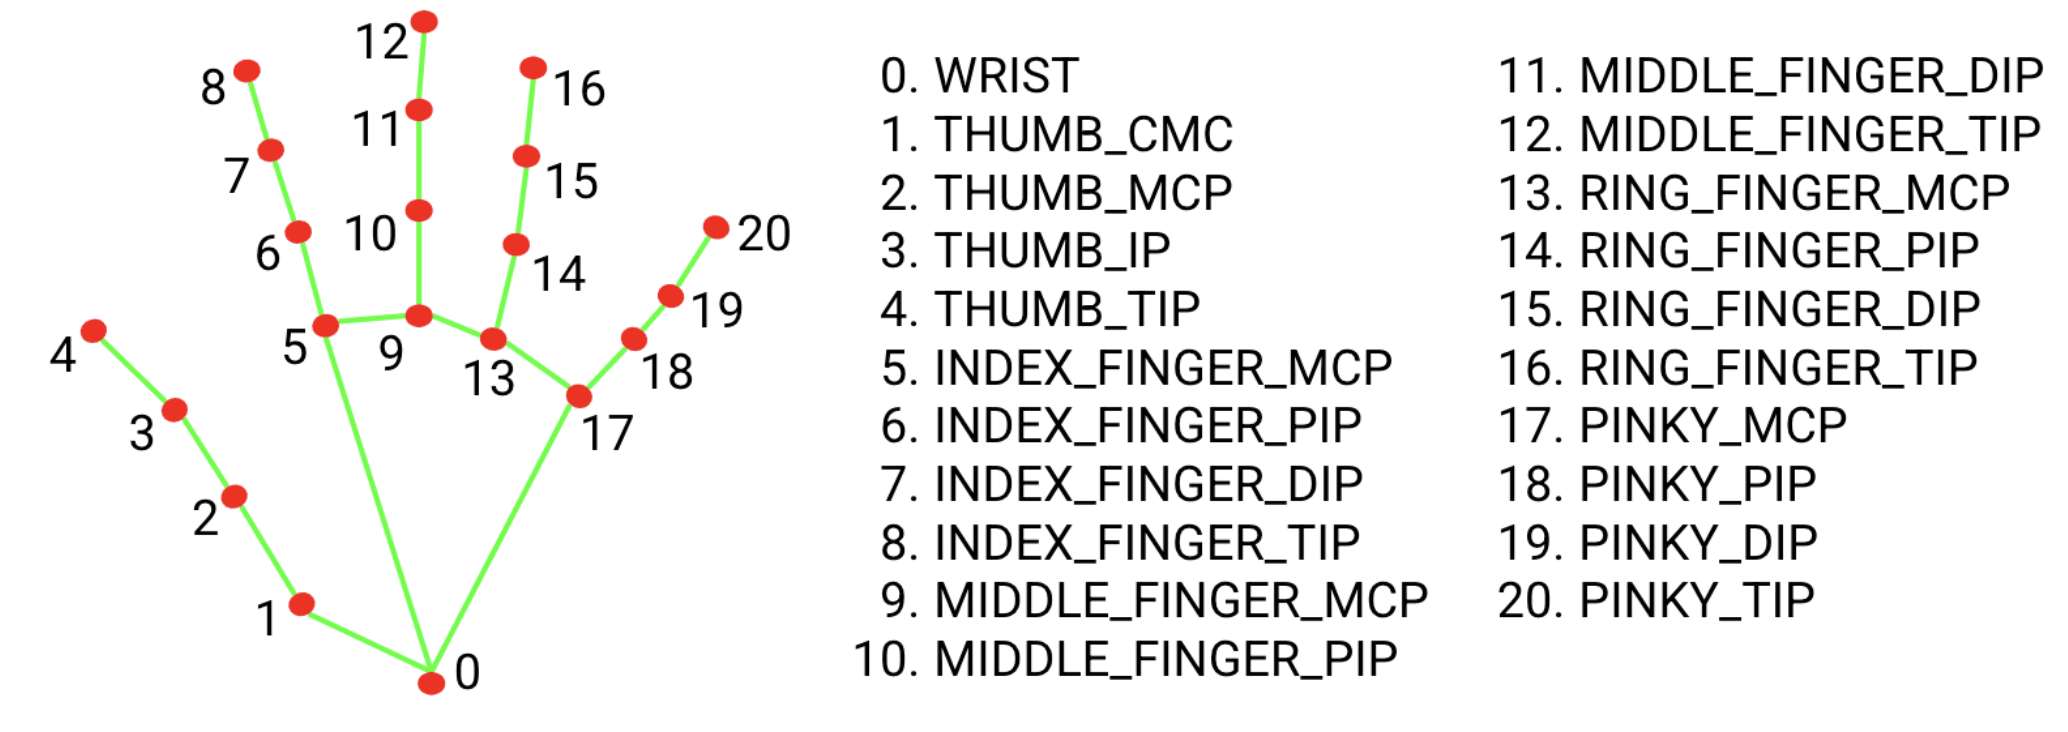 12
8
16
11
7
15
10
6
20
14
19
5
9
4
18
13
3
17
2
1
0
0. WRIST
1. THUMB_CMC
2. THUMB_MCP
3. THUMB_IP
4. THUMB_TIP
5. INDEX_FINGER_MCP
6. INDEX_FINGER_PIP
7. INDEX_FINGER_DIP
8. INDEX_FINGER_TIP
9. MIDDLE_FINGER_MCP
10. MIDDLE_FINGER_PIP
11. MIDDLE_FINGER_DIP
12. MIDDLE_FINGER_TIP
13. RING_FINGER_MCP
14. RING_FINGER_PIP
15. RING_FINGER_DIP
16. RING_FINGER_TIP
17. PINKY_MCP
18. PINKY_PIP
19. PINKY_DIP
20. PINKY_TIP